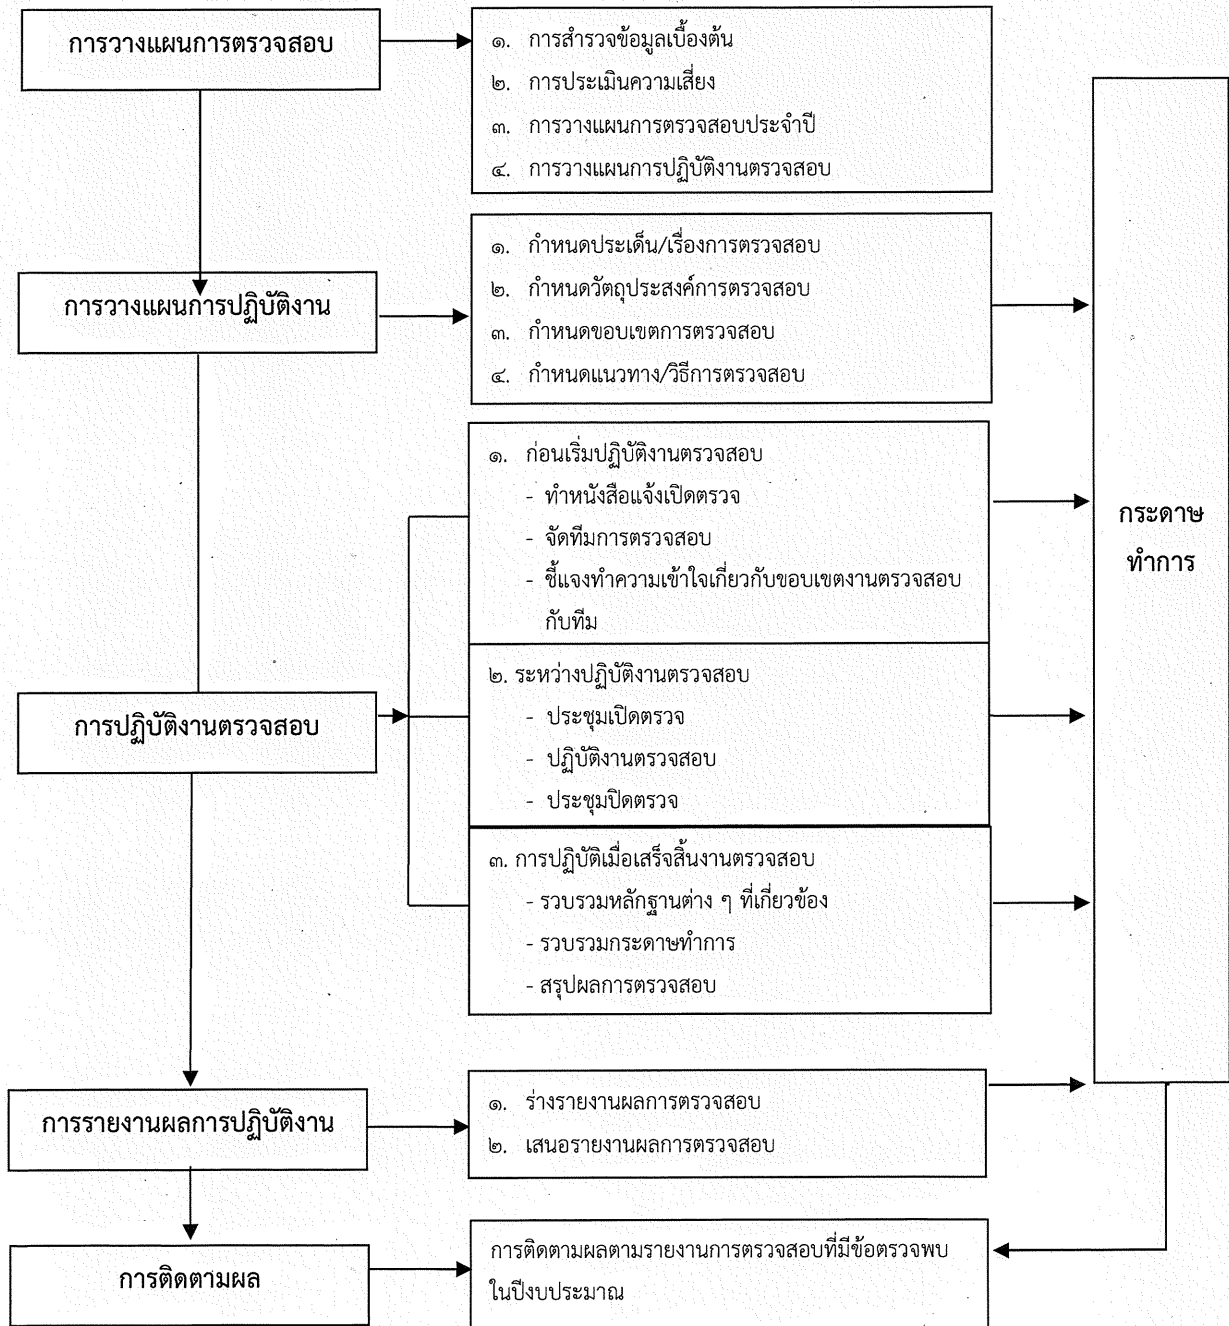 การวางแผนการตรวจสอบ
๑. การสำรวจข้อมูลเบื้องต้น
๒. การประเมินความเสี่ยง
๓. การวางแผนการตรวจสอบประจำปี
๔. การวางแผนการปฏิบัติงานตรวจสอบ
การวางแผนการปฏิบัติงาน
๑. กำหนดประเด็น/เรื่องการตรวจสอบ
๒. กำหนดวัตถุประสงค์การตรวจสอบ
๓. กำหนดขอบเขตการตรวจสอบ
๔. กำหนดแนวทาง/วิธีการตรวจสอบ
การปฏิบัติงานตรวจสอบ
๑. ก่อนเริ่มปฏิบัติงานตรวจสอบ
- ทำหนังสือแจ้งเปิดตรวจ
- จัดทีมการตรวจสอบ
- ชี้แจงทำความเข้าใจเกี่ยวกับขอบเขตงานตรวจสอบ
กับทีม
๒. ระหว่างปฏิบัติงานตรวจสอบ
- ประชุมเปิดตรวจ
- ปฏิบัติงานตรวจสอบ
- ประชุมปิดตรวจ
๓. การปฏิบัติเมื่อเสร็จสิ้นงานตรวจสอบ
- รวบรวมหลักฐานต่าง ๆ ที่เกี่ยวข้อง
- รวบรวมกระดาษทำการ
- สรุปผลการตรวจสอบ
กระดาษ
ทำการ
การรายงานผลการปฏิบัติงาน
๑. ร่างรายงานผลการตรวจสอบ
๒. เสนอรายงานผลการตรวจสอบ
การติดตามผล
การติดตามผลตามรายงานการตรวจสอบที่มีข้อตรวจพบ
ในปีงบประมาณ